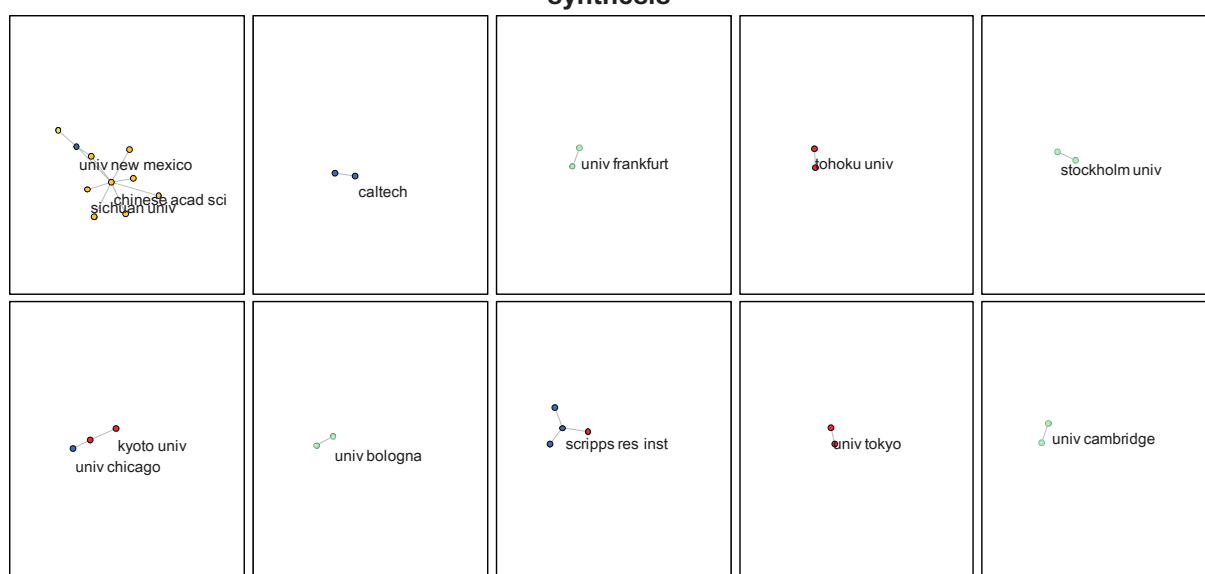 synthesis
univ new mexico
chinese acad sci
sichuan univ
caltech
univ frankfurt
tohoku univ
stockholm univ
kyoto univ
univ chicago
univ bologna
scripps res inst
univ tokyo
univ cambridge